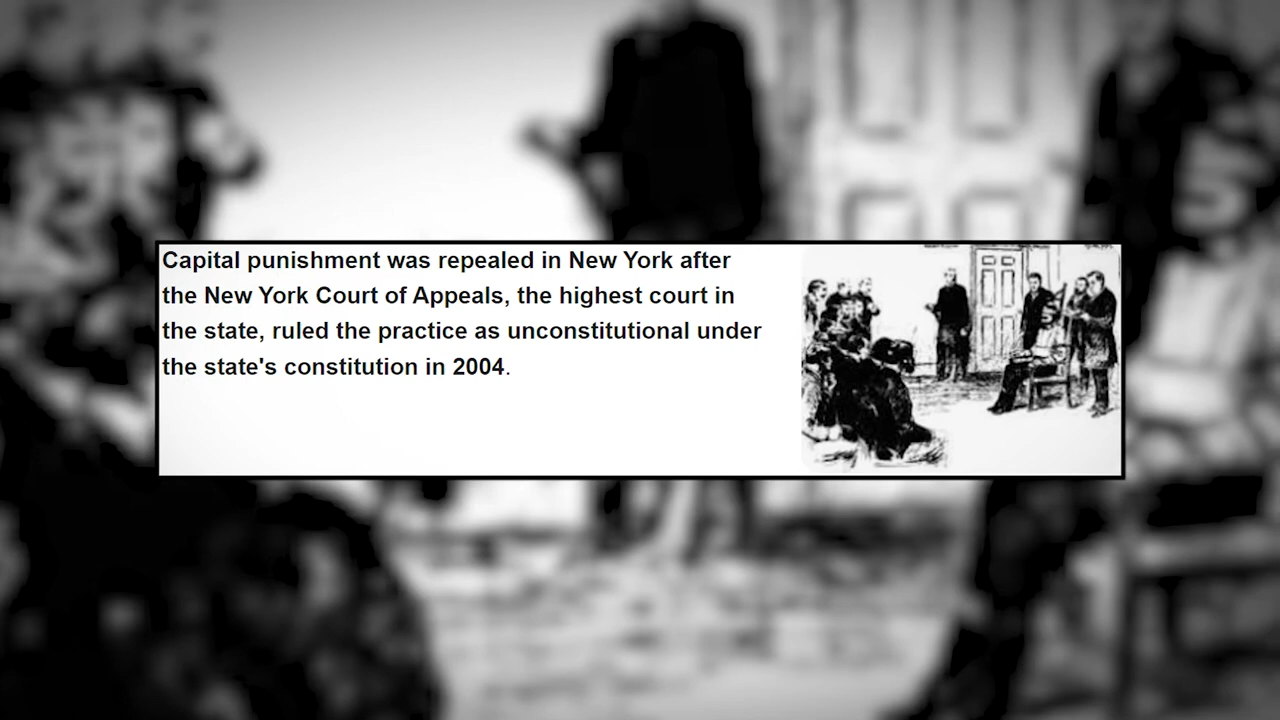 Capital punishment was repealed in New York after
the New York Court of Appeals, the highest court in
the state, ruled the practice as unconstitutional under
the state's constitution in 2004.